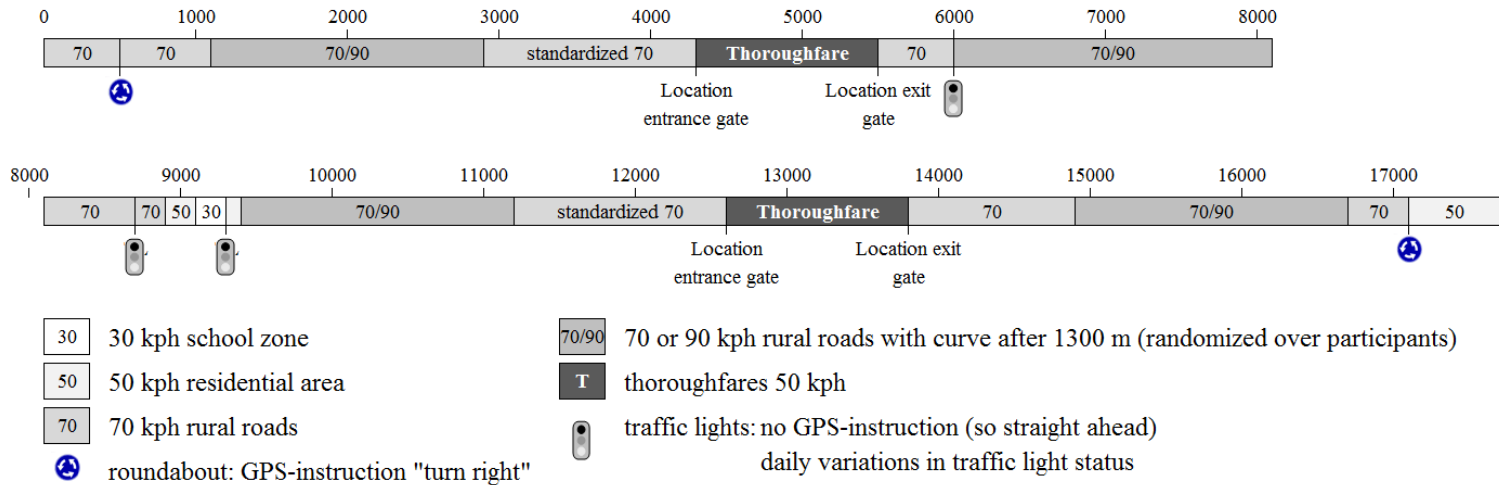 0 1000 2000 3000 4000 5000 6000 7000 8000
70 70 70/90 standardized 70 Thoroughfare 70 70/90
Location entrance gate
Location exit gate
8000 9000 10000 11000 12000 13000 14000 15000 16000 17000
70 70 50 30 70/90 standardized 70 Thoroughfare 70 70/90 70 50
Location entrance gate
Location exit gate
30 30 kph school zone
50 50 kph residential area
70 70 kph rural roads
roundabout: GPS-instruction "turn right"
70/90 70 or 90 kph rural roads with curve after 1300 m (randomized over participants)
T thoroughfares 50 kph
traffic lights: no GPS-instruction (so straight ahead)
daily variations in traffic light status